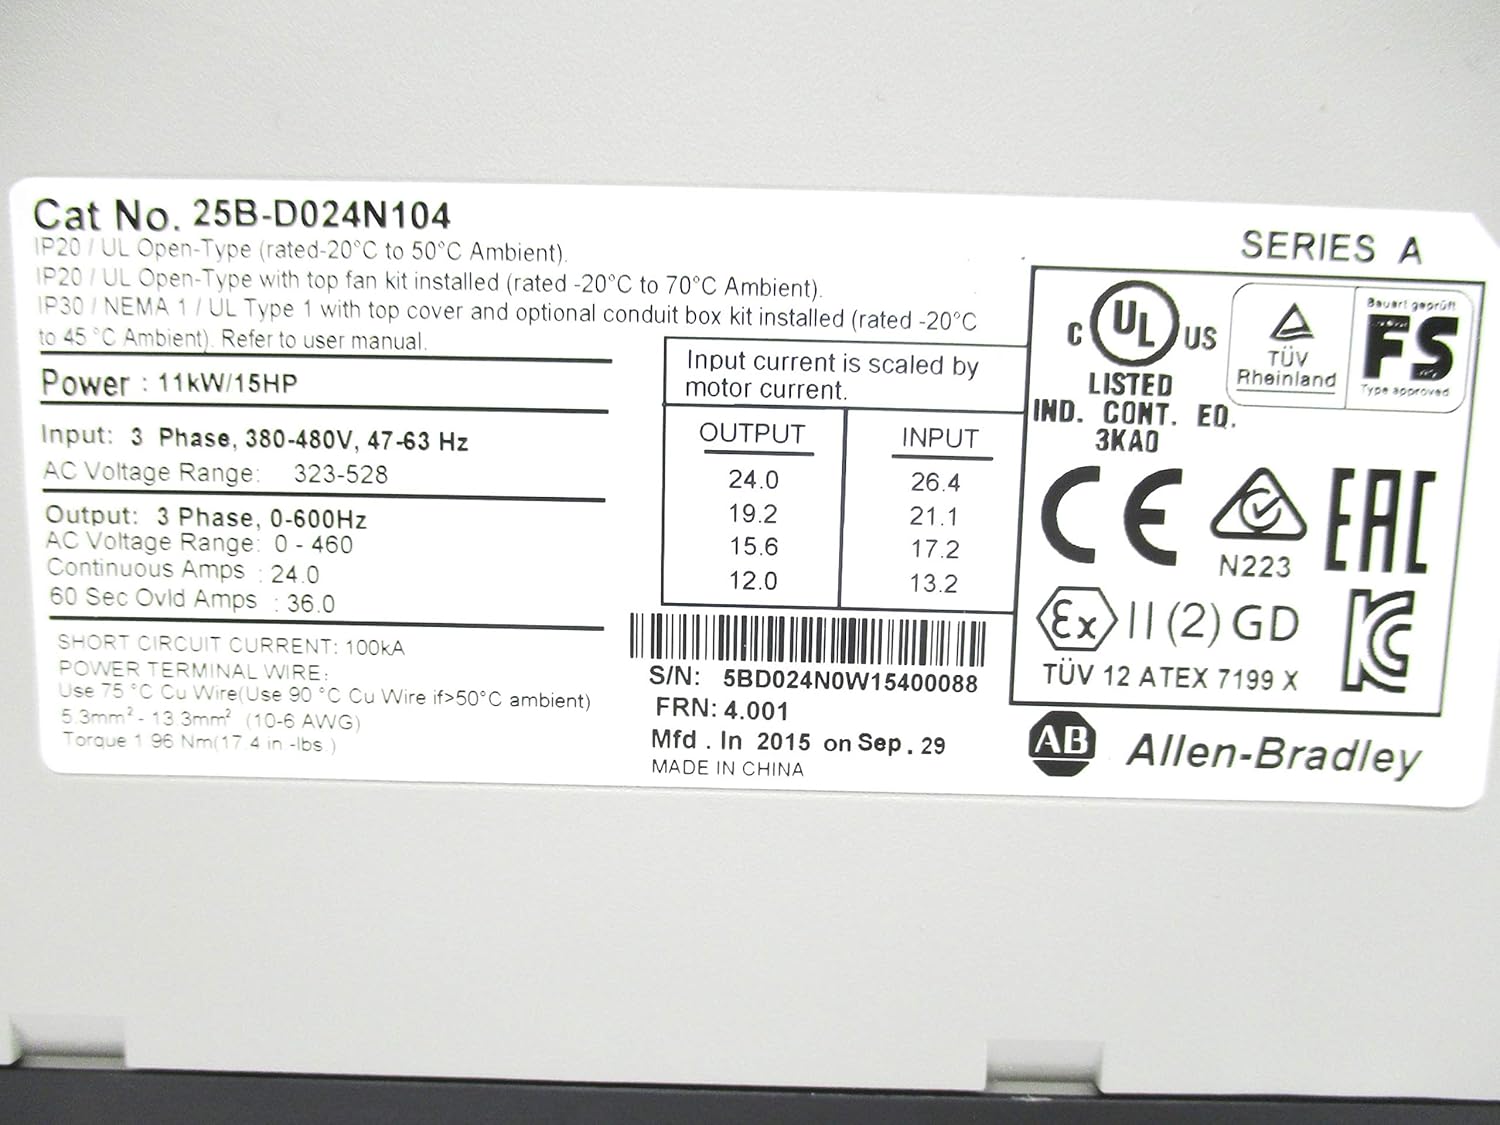 Cat No. 25B-D024N104
IP20 / UL Open-Type (rated-20°C to 50°C Ambient).
IP20 / UL Open-Type with top fan kit installed (rated -20°C to 70°C Ambient).
IP30 / NEMA 1 / UL Type 1 with top cover and optional conduit box kit installed (rated -20°C
to 45 °C Ambient). Refer to user manual.
Power : 11kW/15HP
Input: 3 Phase, 380-480V, 47-63 Hz
AC Voltage Range: 323-528
Output: 3 Phase, 0-600Hz
AC Voltage Range: 0 - 460
Continuous Amps : 24.0
60 Sec Ovld Amps : 36.0
SHORT CIRCUIT CURRENT: 100kA
POWER TERMINAL WIRE:
Use 75 °C Cu Wire(Use 90 °C Cu Wire if>50°C ambient)
5.3mm² - 13.3mm² (10-6 AWG)
Torque 1.96 Nm(17.4 in -lbs.)
Input current is scaled by
motor current.
OUTPUT INPUT
24.0 26.4
19.2 21.1
15.6 17.2
12.0 13.2
S/N: 5BD024N0W15400088
FRN: 4.001
Mfd . In 2015 on Sep . 29
MADE IN CHINA
SERIES A
C UL US
LISTED
IND. CONT. EQ.
3KA0
TÜV
Rheinland
Bauart geprüft
FS
Type approved
CE
N223
EAC
Ex II (2) GD
KC
TÜV 12 ATEX 7199 X
AB Allen-Bradley